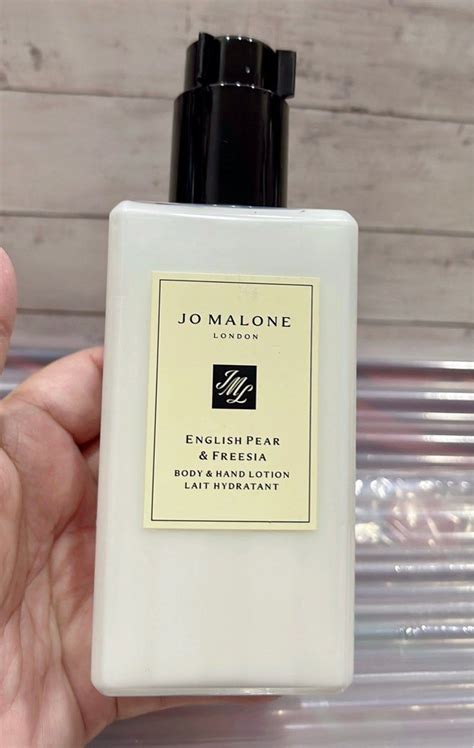 JO MALONE
LONDON
JML
ENGLISH PEAR
& FREESIA
BODY & HAND LOTION
LAIT HYDRATANT